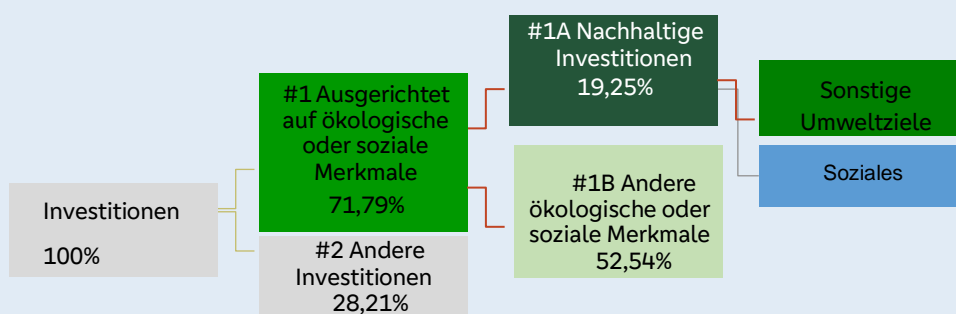 Investitionen
100%
#1 Ausgerichtet
auf ökologische
oder soziale
Merkmale
71,79%
#2 Andere
Investitionen
28,21%
#1A Nachhaltige
Investitionen
19,25%
#1B Andere
ökologische oder
soziale Merkmale
52,54%
Sonstige
Umweltziele
Soziales